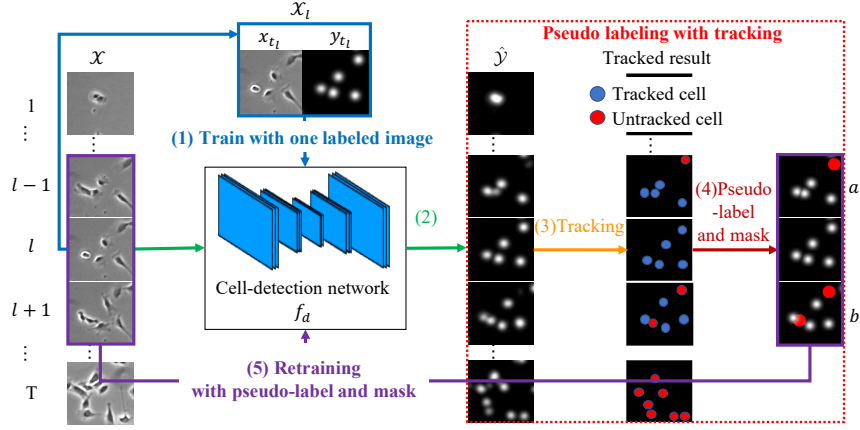 𝒳ₗ
x_{t_l} y_{t_l}
Pseudo labeling with tracking
𝒳
𝒴̂
Tracked result
1
⋮
Tracked cell
Untracked cell
(1) Train with one labeled image
l − 1
l
l + 1
⋮
T
(2)
(3)Tracking
(4)Pseudo
-label
and mask
a
b
Cell-detection network
f_d
(5) Retraining
with pseudo-label and mask